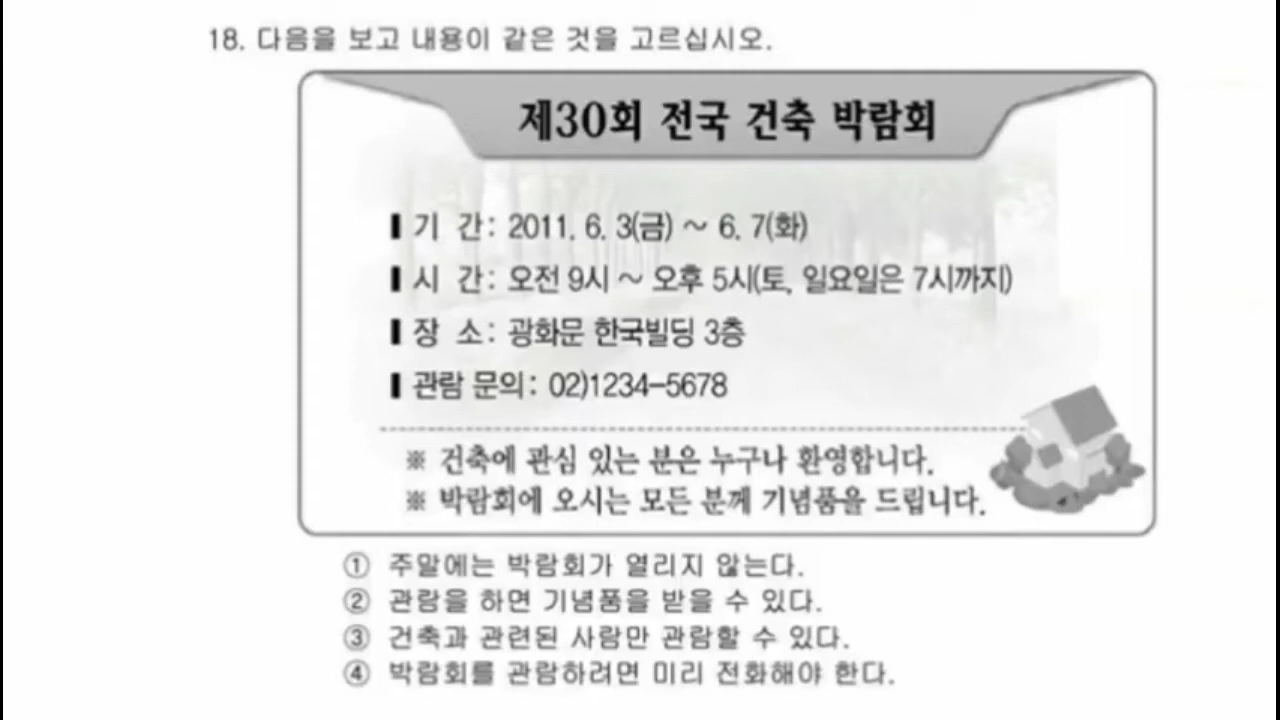 18. 다음을 보고 내용이 같은 것을 고르십시오.
제30회 전국 건축 박람회
기 간: 2011. 6. 3(금) ~ 6. 7(화)
시 간: 오전 9시 ~ 오후 5시(토, 일요일은 7시까지)
장 소: 광화문 한국빌딩 3층
관람 문의: 02)1234-5678
※ 건축에 관심 있는 분은 누구나 환영합니다.
※ 박람회에 오시는 모든 분께 기념품을 드립니다.
① 주말에는 박람회가 열리지 않는다.
② 관람을 하면 기념품을 받을 수 있다.
③ 건축과 관련된 사람만 관람할 수 있다.
④ 박람회를 관람하려면 미리 전화해야 한다.